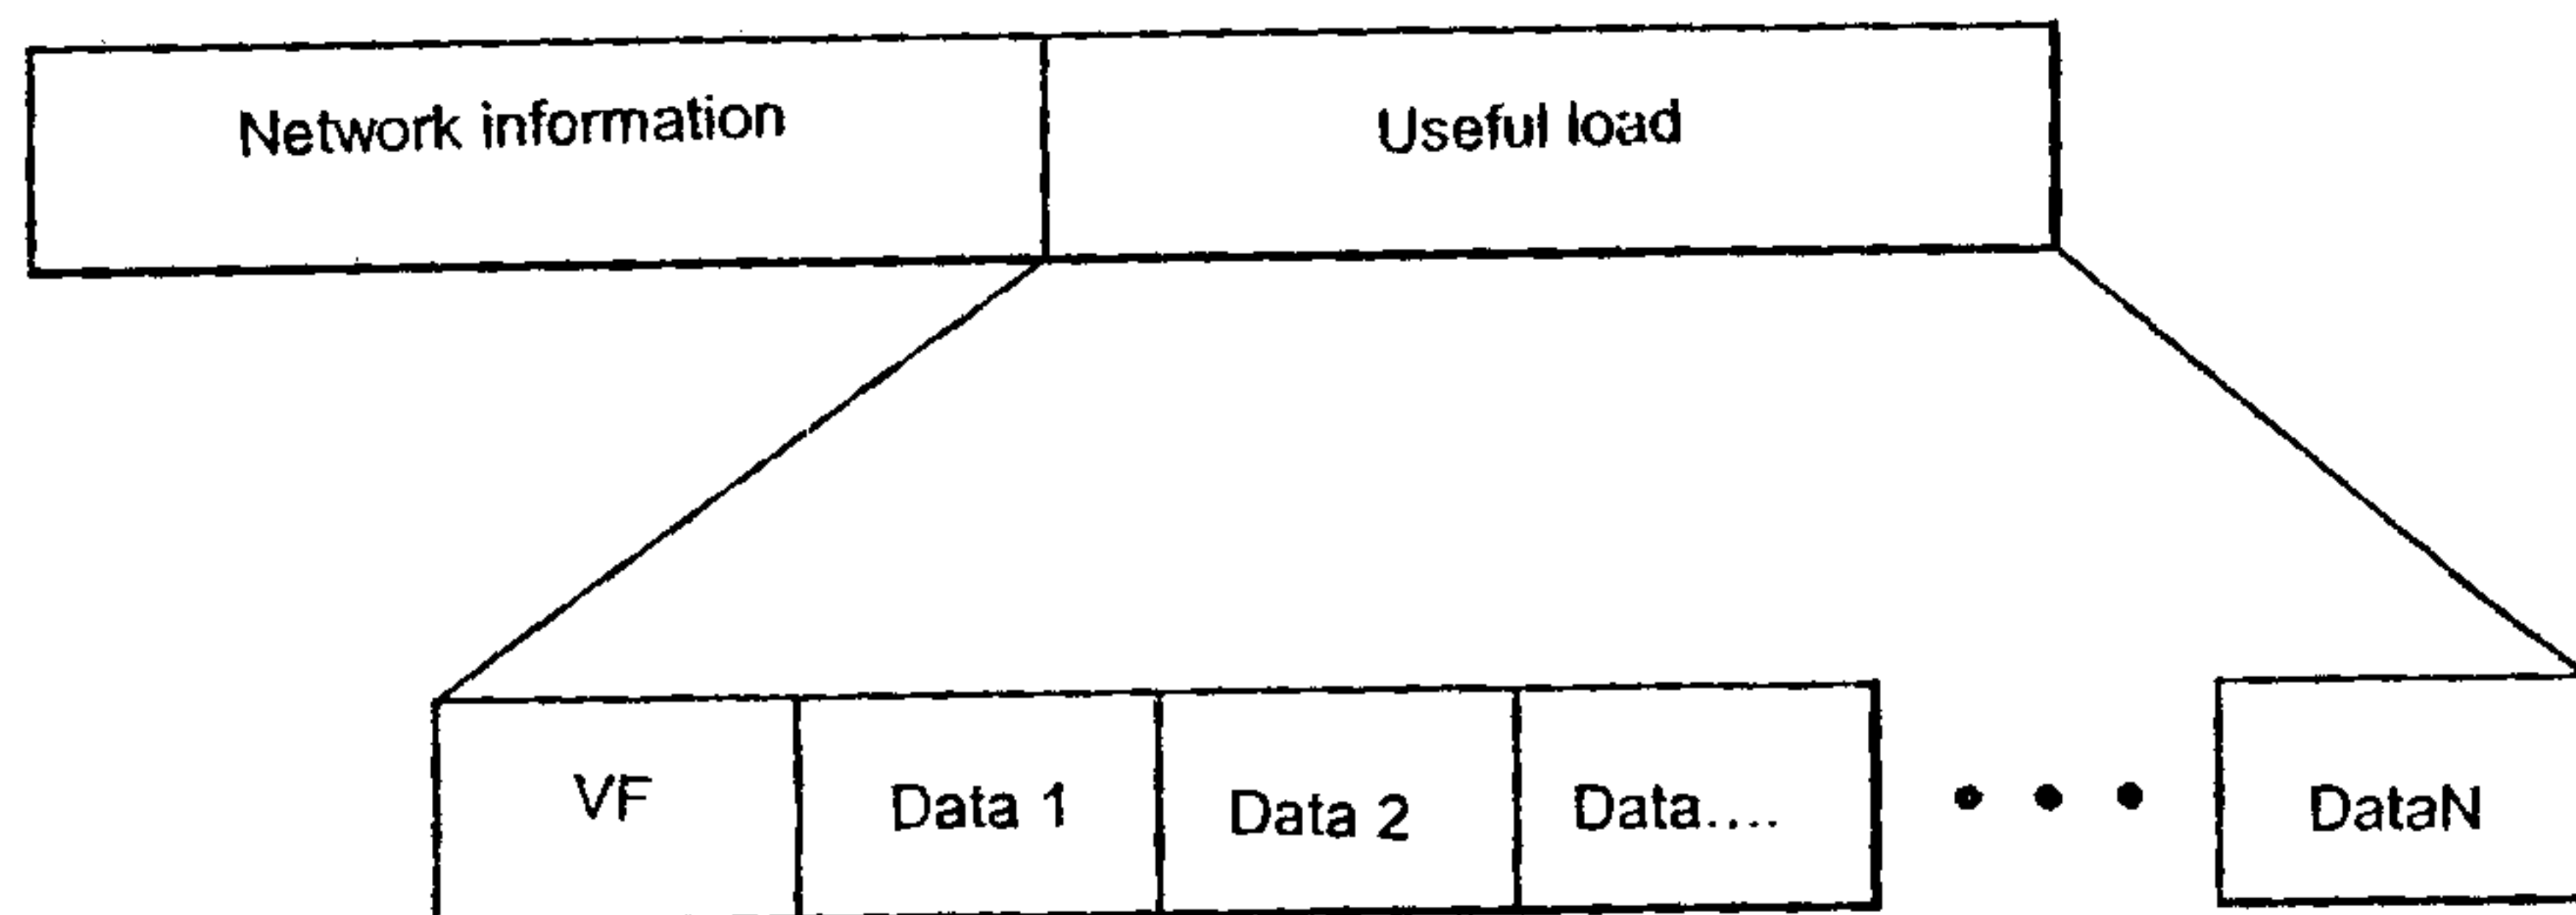 Network information
Useful load
VF
Data 1
Data 2
Data....
DataN